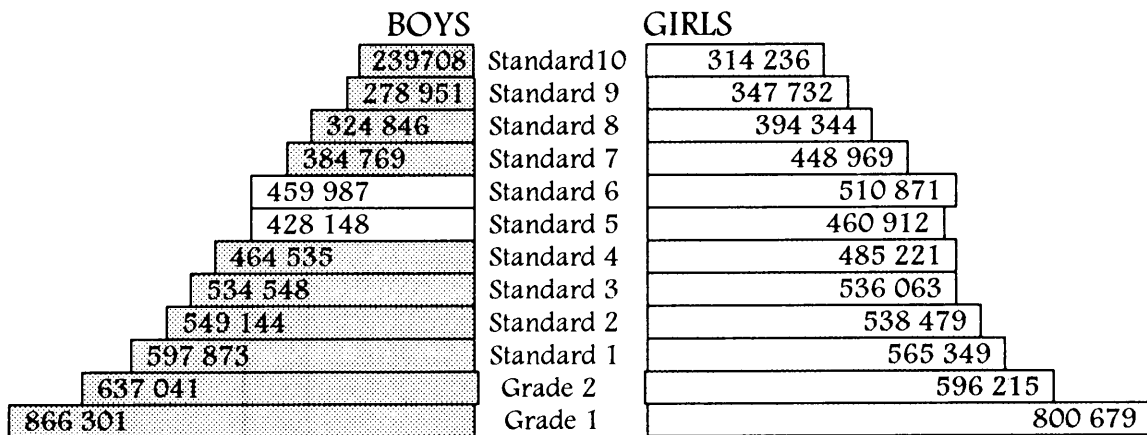 BOYS GIRLS
239708 Standard10 314 236
278 951 Standard 9 347 732
324 846 Standard 8 394 344
384 769 Standard 7 448 969
459 987 Standard 6 510 871
428 148 Standard 5 460 912
464 535 Standard 4 485 221
534 548 Standard 3 536 063
549 144 Standard 2 538 479
597 873 Standard 1 565 349
637 041 Grade 2 596 215
866 301 Grade 1 800 679